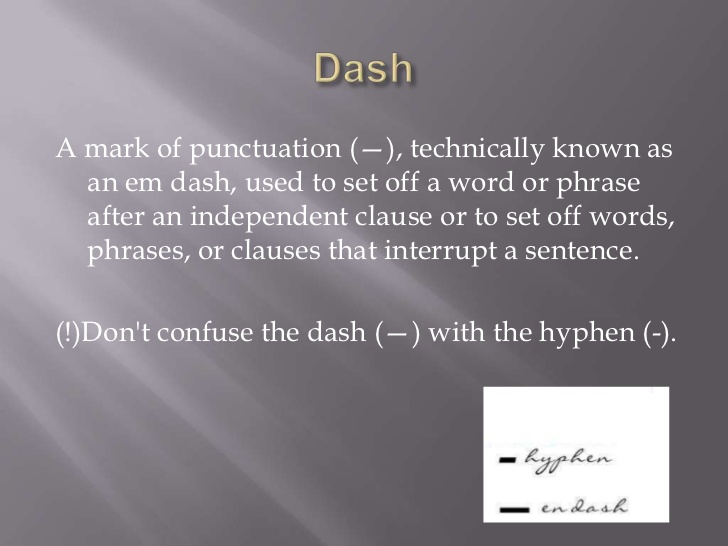 Dash
A mark of punctuation (—), technically known as
an em dash, used to set off a word or phrase
after an independent clause or to set off words,
phrases, or clauses that interrupt a sentence.
(!)Don't confuse the dash (—) with the hyphen (-).
- hyphen
– endash